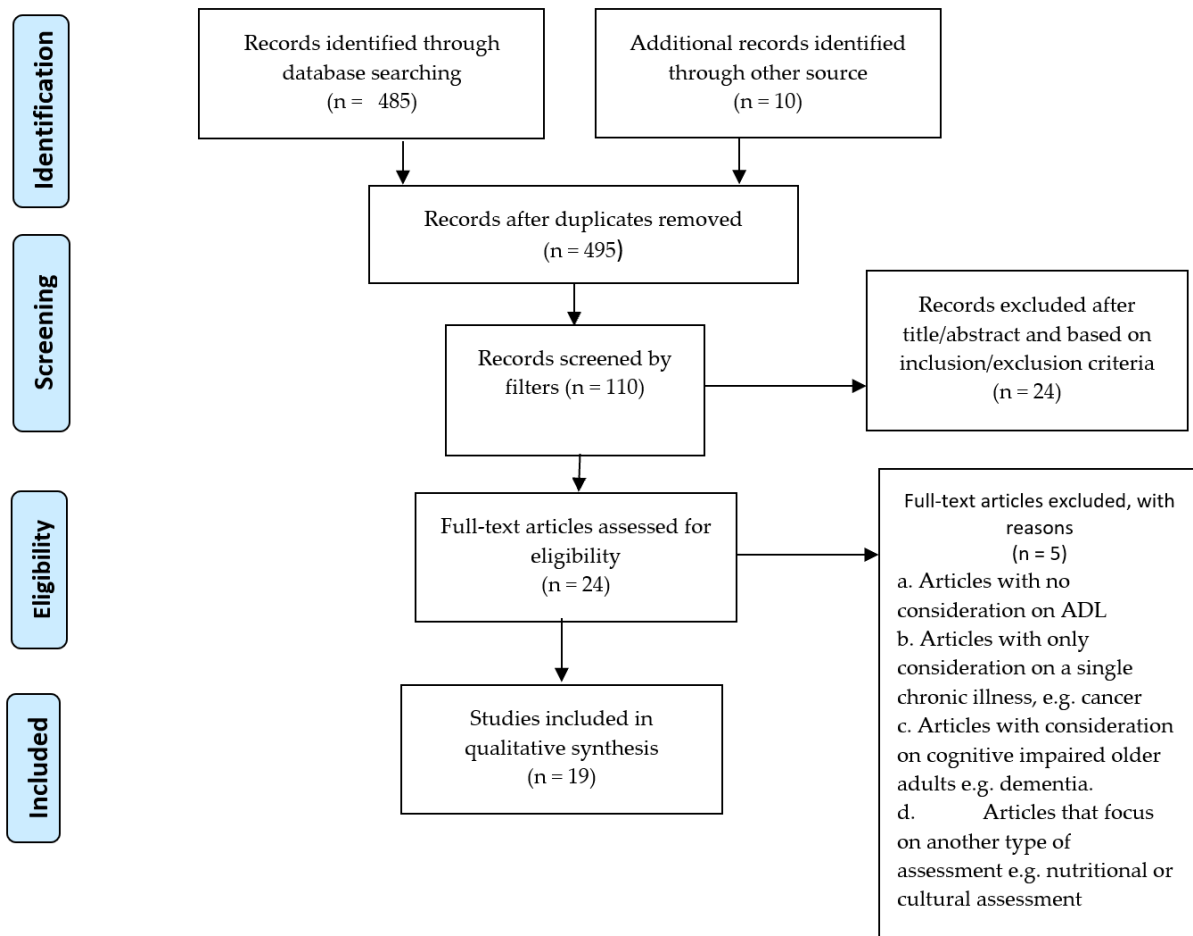 Identification
Records identified through
database searching
(n = 485)
Additional records identified
through other source
(n = 10)
Records after duplicates removed
(n = 495)
Screening
Records screened by
filters (n = 110)
Records excluded after
title/abstract and based on
inclusion/exclusion criteria
(n = 24)
Eligibility
Full-text articles assessed for
eligibility
(n = 24)
Full-text articles excluded, with
reasons
(n = 5)
a. Articles with no
consideration on ADL
b. Articles with only
consideration on a single
chronic illness, e.g. cancer
c. Articles with consideration
on cognitive impaired older
adults e.g. dementia.
d. Articles that focus
on another type of
assessment e.g. nutritional or
cultural assessment
Included
Studies included in
qualitative synthesis
(n = 19)